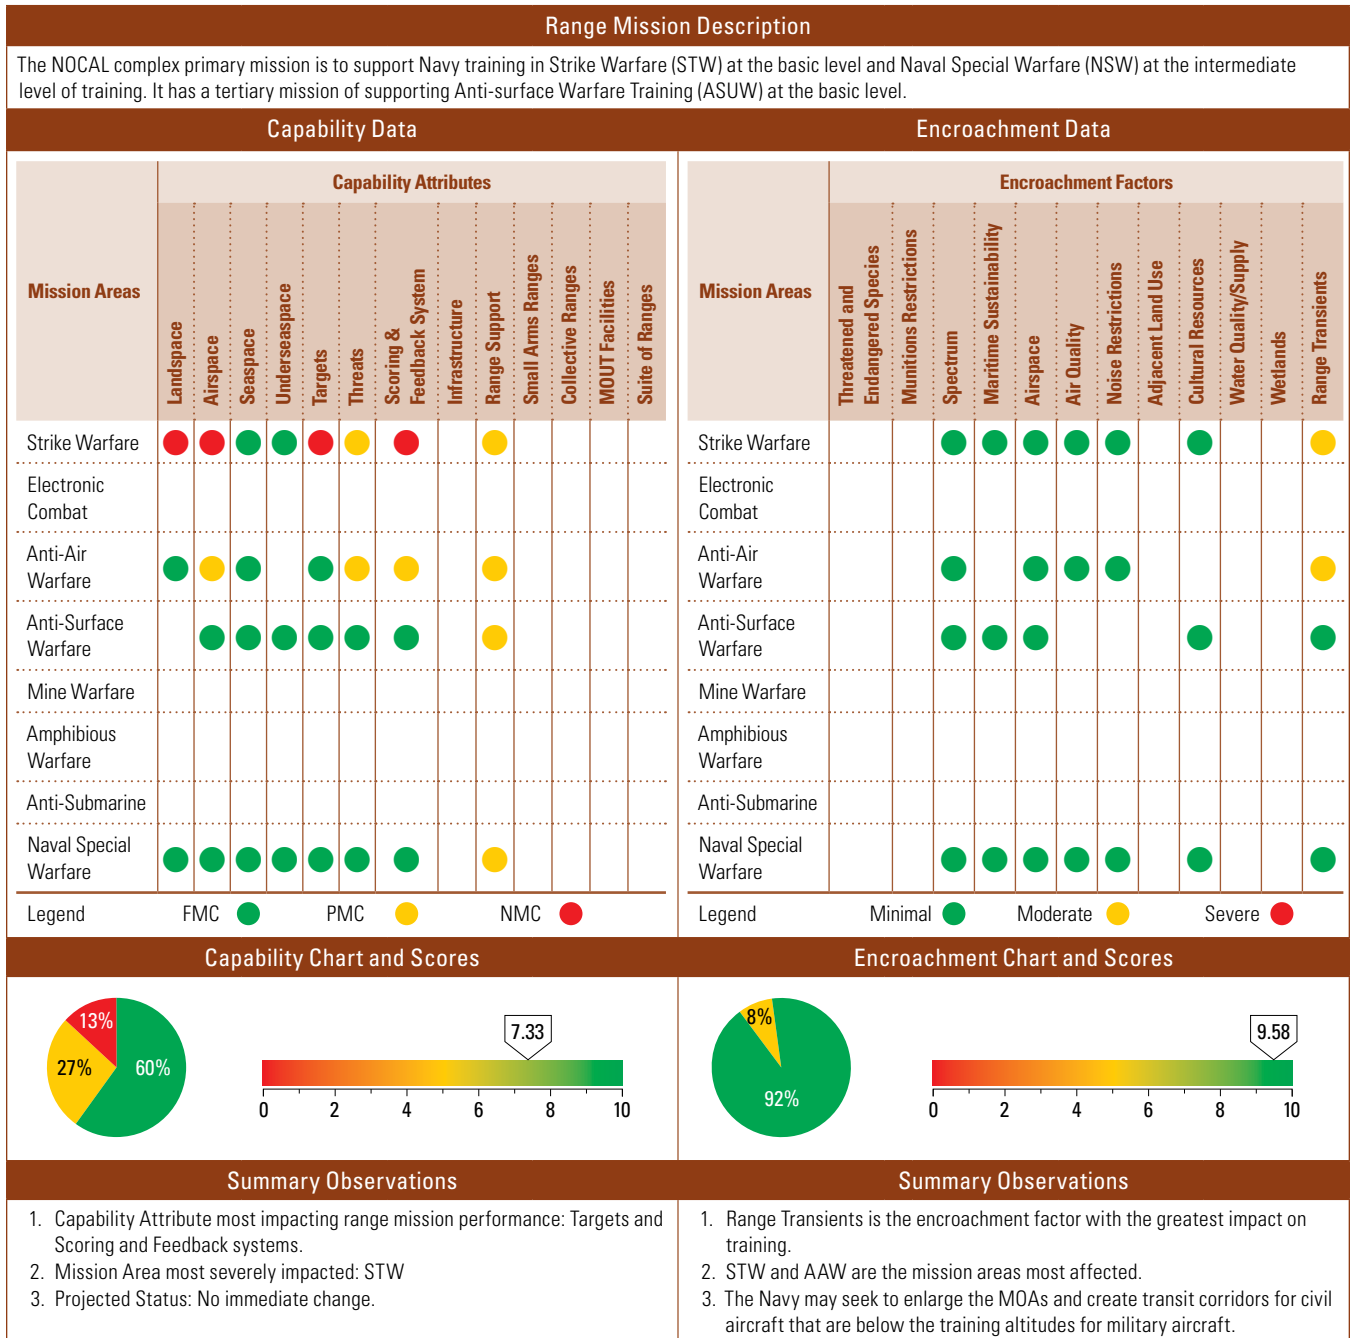 Range Mission Description
The NOCAL complex primary mission is to support Navy training in Strike Warfare (STW) at the basic level and Naval Special Warfare (NSW) at the intermediate
level of training. It has a tertiary mission of supporting Anti-surface Warfare Training (ASUW) at the basic level.
Capability Data
Mission Areas
Capability Attributes
Landspace
Airspace
Seaspace
Underseaspace
Targets
Threats
Scoring &
Feedback System
Infrastructure
Range Support
Small Arms Ranges
Collective Ranges
MOUT Facilities
Suite of Ranges
Strike Warfare
Electronic
Combat
Anti-Air
Warfare
Anti-Surface
Warfare
Mine Warfare
Amphibious
Warfare
Anti-Submarine
Naval Special
Warfare
Legend FMC PMC NMC
Encroachment Data
Mission Areas
Encroachment Factors
Threatened and
Endangered Species
Munitions Restrictions
Spectrum
Maritime Sustainability
Airspace
Air Quality
Noise Restrictions
Adjacent Land Use
Cultural Resources
Water Quality/Supply
Wetlands
Range Transients
Strike Warfare
Electronic
Combat
Anti-Air
Warfare
Anti-Surface
Warfare
Mine Warfare
Amphibious
Warfare
Anti-Submarine
Naval Special
Warfare
Legend Minimal Moderate Severe
Capability Chart and Scores
13%
27%
60%
7.33
0 2 4 6 8 10
Encroachment Chart and Scores
8%
92%
9.58
0 2 4 6 8 10
Summary Observations
1. Capability Attribute most impacting range mission performance: Targets and
Scoring and Feedback systems.
2. Mission Area most severely impacted: STW
3. Projected Status: No immediate change.
Summary Observations
1. Range Transients is the encroachment factor with the greatest impact on
training.
2. STW and AAW are the mission areas most affected.
3. The Navy may seek to enlarge the MOAs and create transit corridors for civil
aircraft that are below the training altitudes for military aircraft.